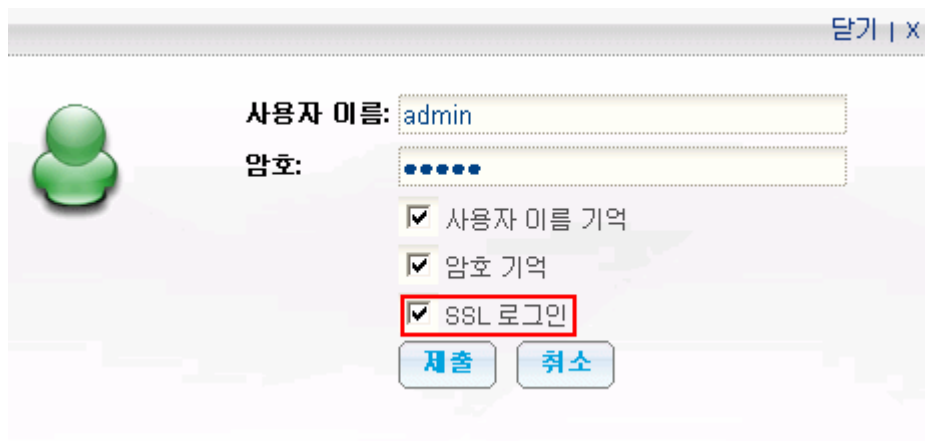 닫기 | X
사용자 이름: admin
암호: •••••
사용자 이름 기억
암호 기억
SSL 로그인
제출 취소